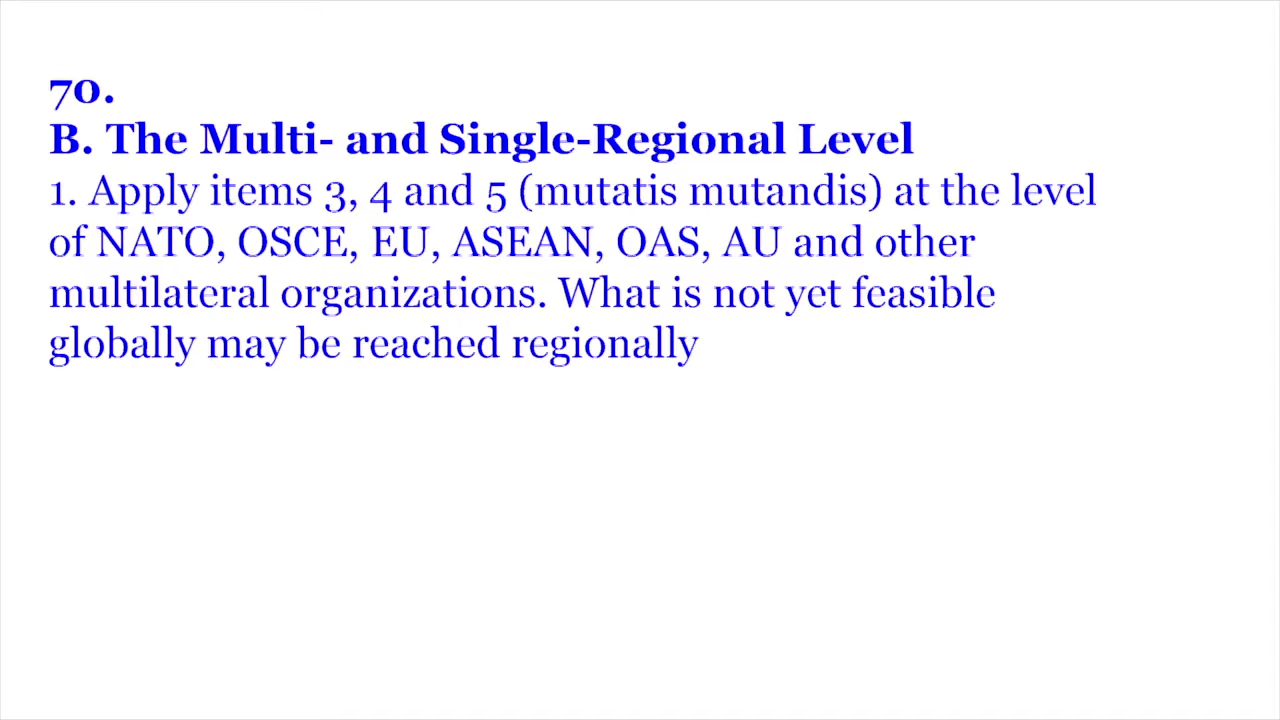 70.
B. The Multi- and Single-Regional Level
1. Apply items 3, 4 and 5 (mutatis mutandis) at the level
of NATO, OSCE, EU, ASEAN, OAS, AU and other
multilateral organizations. What is not yet feasible
globally may be reached regionally